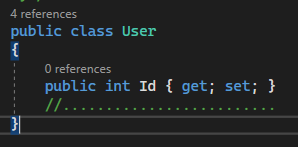 4 references
public class User
{
0 references
public int Id { get; set; }
//..........................
}